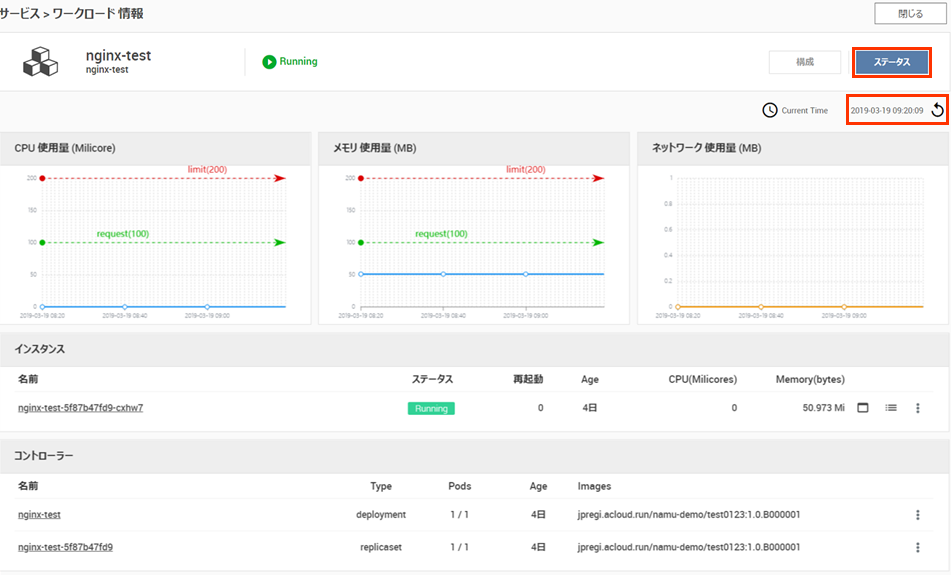 サービス > ワークロード 情報
閉じる
nginx-test
nginx-test
Running
構成
ステータス
Current Time
2019-03-19 09:20:09
CPU 使用量 (Milicore)
メモリ 使用量 (MB)
ネットワーク 使用量 (MB)
limit(200)
200
150
request(100)
100
50
0
2019-03-19 08:20 2019-03-19 08:40 2019-03-19 09:00
limit(200)
200
150
request(100)
100
50
0
2019-03-19 08:20 2019-03-19 08:40 2019-03-19 09:00
1
0.8
0.6
0.4
0.2
0
2019-03-19 08:20 2019-03-19 08:40 2019-03-19 09:00
インスタンス
名前 ステータス 再起動 Age CPU(Milicores) Memory(bytes)
nginx-test-5f87b47fd9-cxhw7 Running 0 4日 0 50.973 Mi
コントローラー
名前 Type Pods Age Images
nginx-test deployment 1 / 1 4日 jpregi.acloud.run/namu-demo/test0123:1.0.B000001
nginx-test-5f87b47fd9 replicaset 1 / 1 4日 jpregi.acloud.run/namu-demo/test0123:1.0.B000001